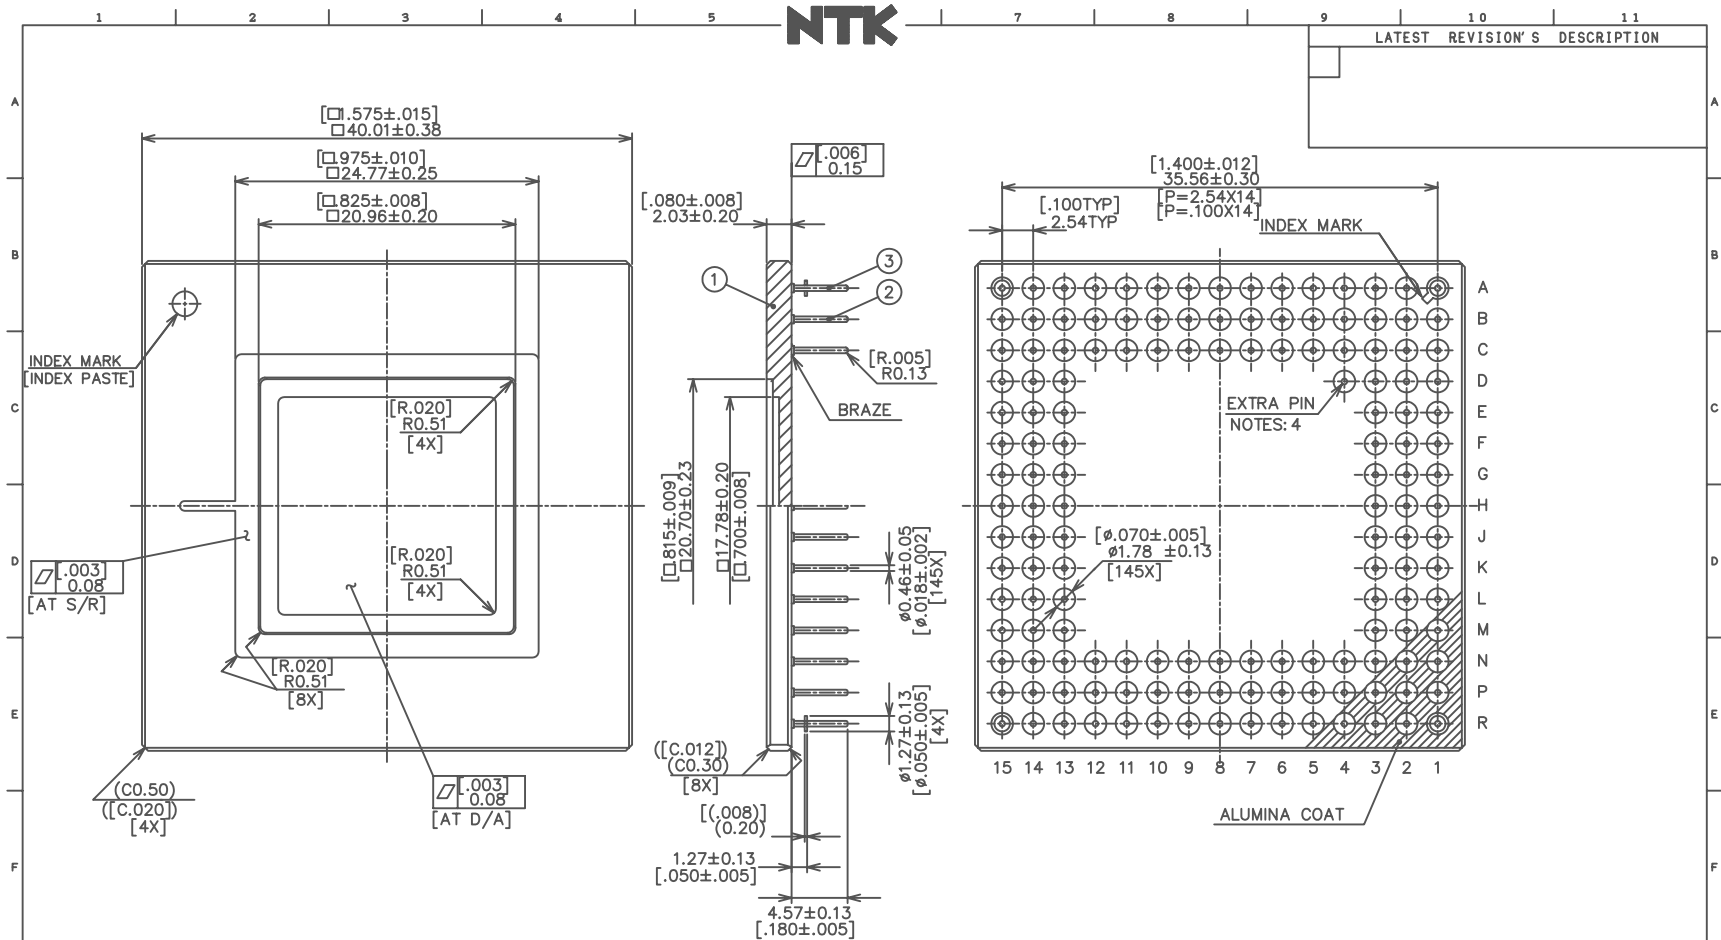 1 2 3 4 5 7 8 9 10 11
NTK
LATEST REVISION'S DESCRIPTION
A
A
B
B
C
C
D
D
E
E
F
F
[□1.575±.015]
□40.01±0.38
[□.975±.010]
□24.77±0.25
[□.825±.008]
□20.96±0.20
INDEX MARK
[INDEX PASTE]
[R.020]
R0.51
[4X]
[R.020]
R0.51
[4X]
[.003]
0.08
[AT S/R]
[R.020]
R0.51
[8X]
(C0.50)
([C.020])
[4X]
[.003]
0.08
[AT D/A]
[.006]
0.15
[.080±.008]
2.03±0.20
1
3
2
[R.005]
R0.13
BRAZE
[□.815±.009]
□20.70±0.23
□17.78±0.20
[□.700±.008]
ø0.46±0.05
[ø.018±.002]
[145X]
ø1.27±0.13
[ø.050±.005]
[4X]
([C.012])
(C0.30)
[8X]
[(.008)]
(0.20)
1.27±0.13
[.050±.005]
4.57±0.13
[.180±.005]
[1.400±.012]
35.56±0.30
[P=2.54X14]
[P=.100X14]
[.100TYP]
2.54TYP
INDEX MARK
EXTRA PIN
NOTES: 4
[ø.070±.005]
ø1.78 ±0.13
[145X]
A
B
C
D
E
F
G
H
J
K
L
M
N
P
R
15 14 13 12 11 10 9 8 7 6 5 4 3 2 1
ALUMINA COAT